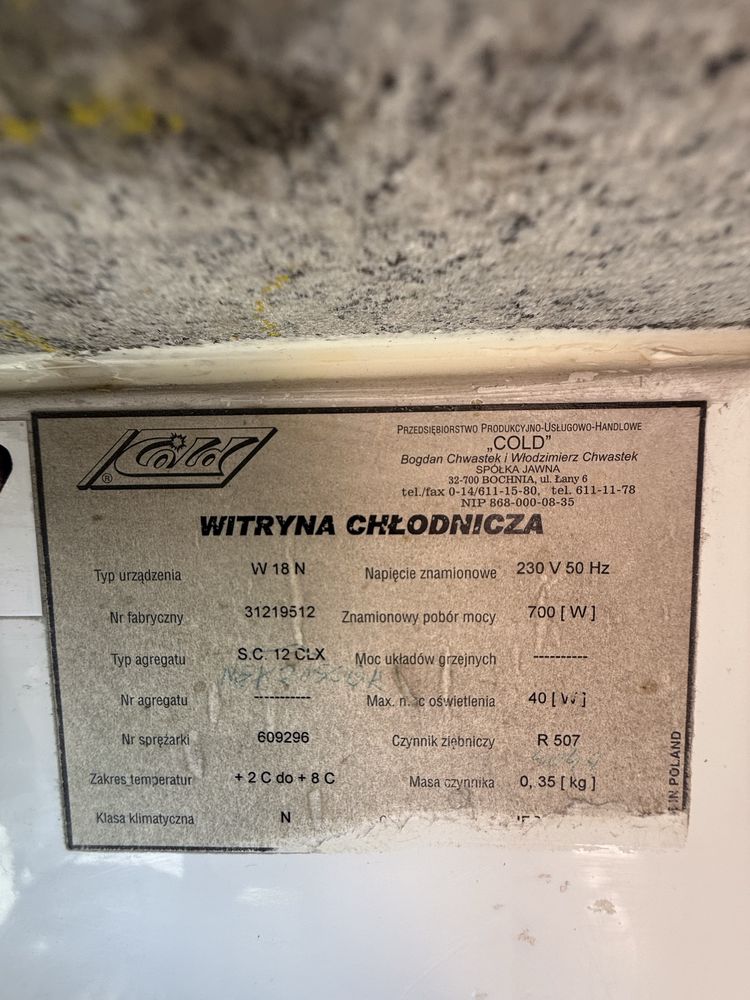 Cold
®
PRZEDSIĘBIORSTWO PRODUKCYJNO-USŁUGOWO-HANDLOWE
„COLD”
Bogdan Chwastek i Włodzimierz Chwastek
SPÓŁKA JAWNA
32-700 BOCHNIA, ul. Łany 6
tel./fax 0-14/611-15-80, tel. 611-11-78
NIP 868-000-08-35
WITRYNA CHŁODNICZA
Typ urządzenia W 18 N Napięcie znamionowe 230 V 50 Hz
Nr fabryczny 31219512 Znamionowy pobór mocy 700 [ W ]
Typ agregatu S.C. 12 CLX Moc układów grzejnych ----------
Nr agregatu ----------- Max. moc oświetlenia 40 [ W ]
Nr sprężarki 609296 Czynnik ziębniczy R 507
Zakres temperatur + 2 C do + 8 C Masa czynnika 0, 35 [ kg ]
Klasa klimatyczna N
IN POLAND